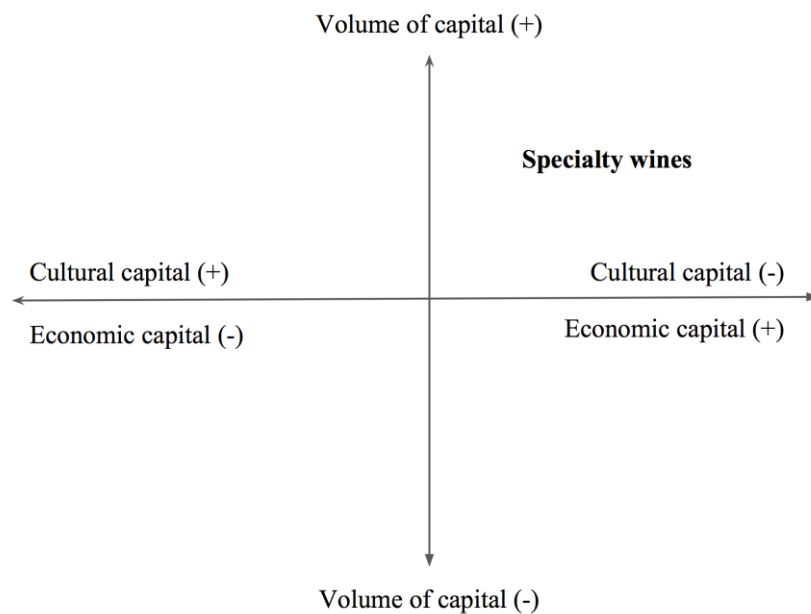 Volume of capital (+)
Specialty wines
Cultural capital (+)
Cultural capital (-)
Economic capital (-)
Economic capital (+)
Volume of capital (-)